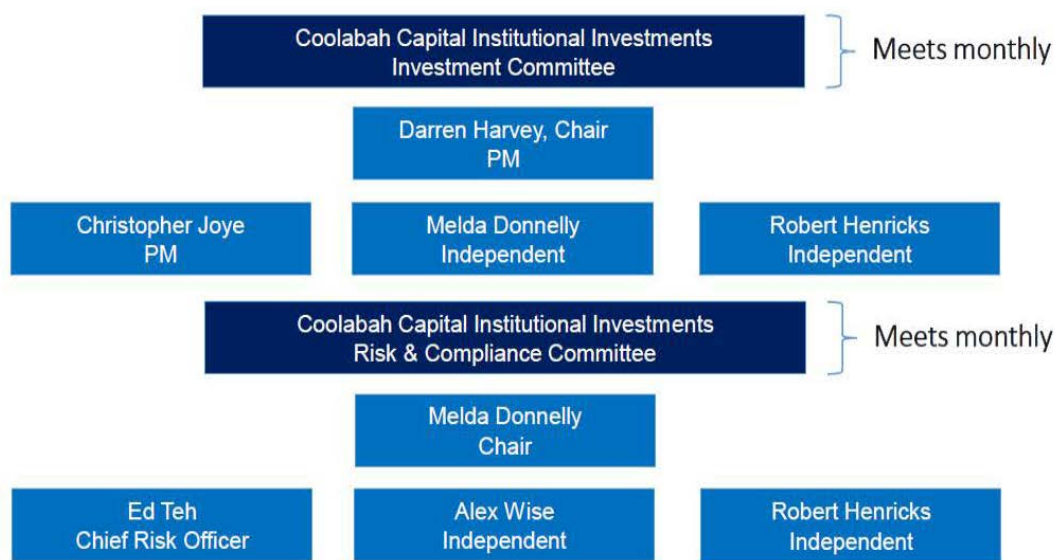 Coolabah Capital Institutional Investments
Investment Committee
Meets monthly
Darren Harvey, Chair
PM
Christopher Joye
PM
Melda Donnelly
Independent
Robert Henricks
Independent
Coolabah Capital Institutional Investments
Risk & Compliance Committee
Meets monthly
Melda Donnelly
Chair
Ed Teh
Chief Risk Officer
Alex Wise
Independent
Robert Henricks
Independent